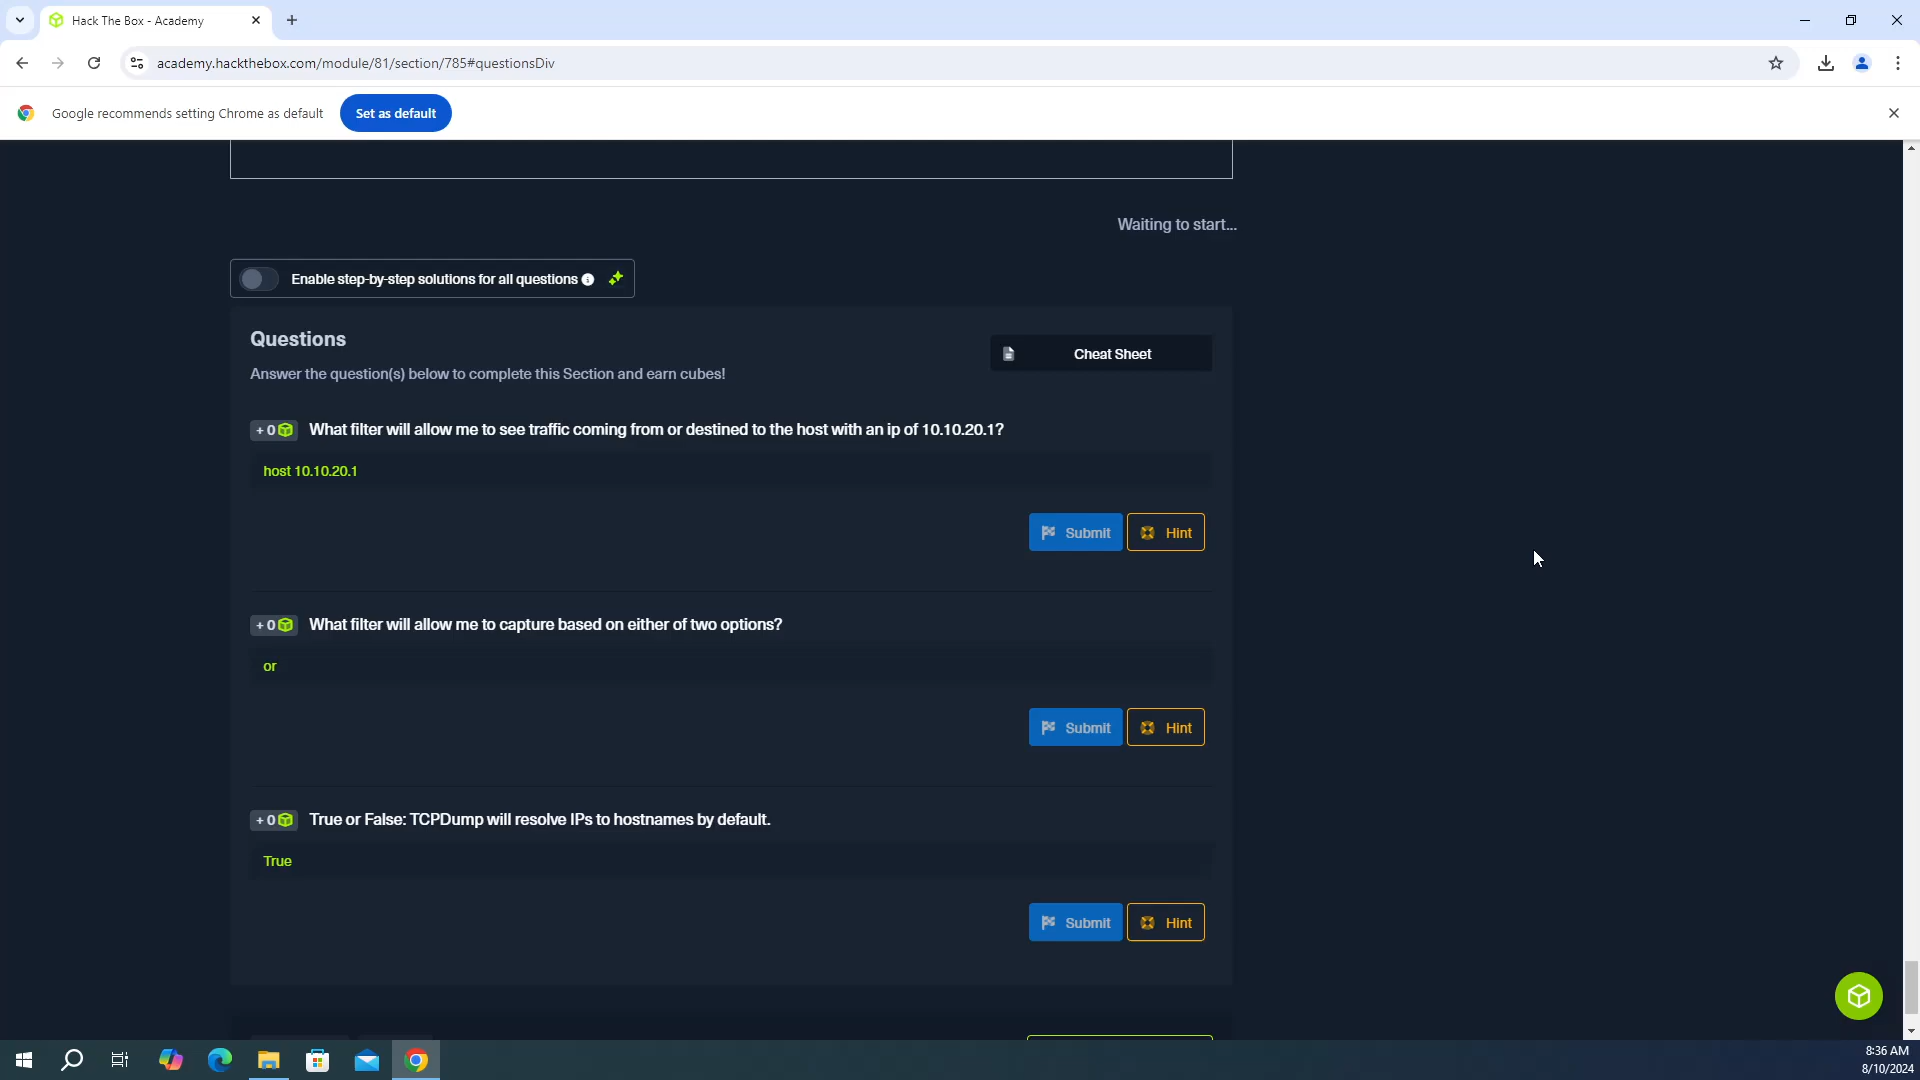 Hack The Box - Academy
academy.hackthebox.com/module/81/section/785#questionsDiv
Google recommends setting Chrome as default
Set as default
Waiting to start...
Enable step-by-step solutions for all questions
Questions
Cheat Sheet
Answer the question(s) below to complete this Section and earn cubes!
+ 0 What filter will allow me to see traffic coming from or destined to the host with an ip of 10.10.20.1?
host 10.10.20.1
Submit Hint
+ 0 What filter will allow me to capture based on either of two options?
or
Submit Hint
+ 0 True or False: TCPDump will resolve IPs to hostnames by default.
True
Submit Hint
8:36 AM
8/10/2024